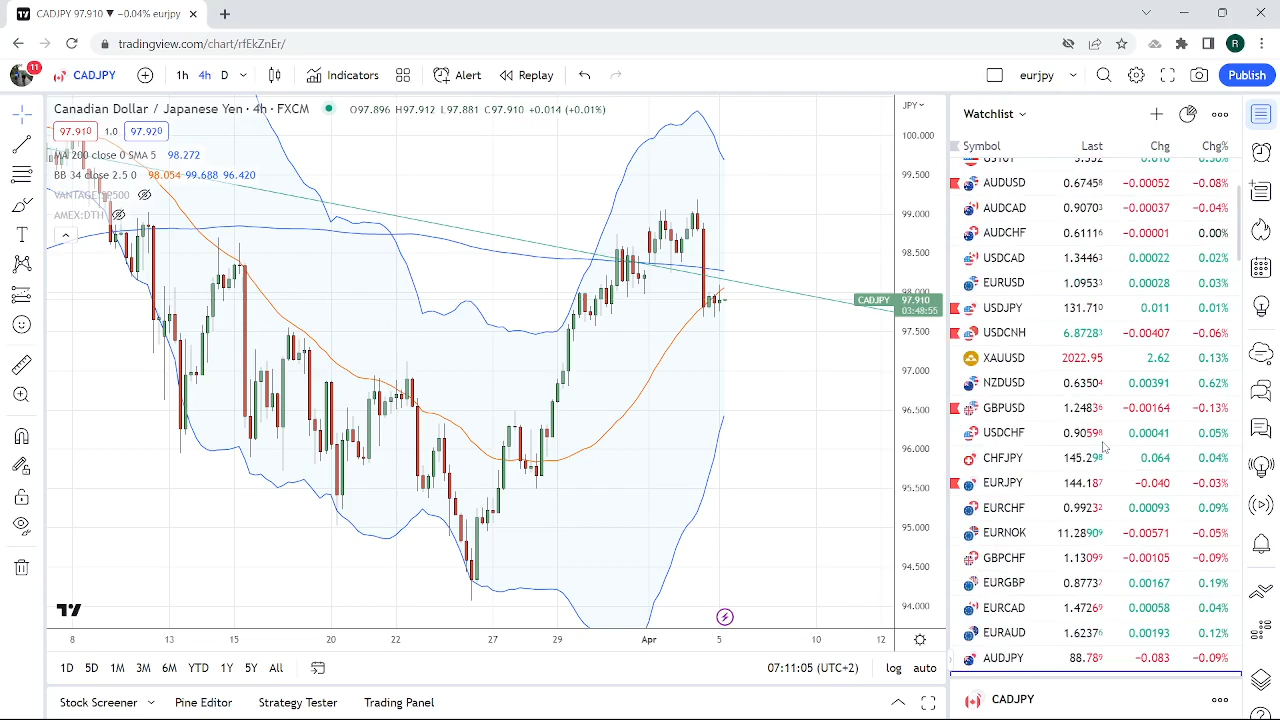 CADJPY 97.910 ▼ −0.04% eurjpy
tradingview.com/chart/rfEkZnEr/
R
11
CADJPY 1h 4h D Indicators Alert Replay eurjpy Publish
Canadian Dollar / Japanese Yen · 4h · FXCM O97.896 H97.912 L97.881 C97.910 +0.014 (+0.01%)
97.910 1.0 97.920
MA 200 close 0 SMA 5 98.272
BB 34 close 2.5 0 98.054 99.688 96.420
AMEX:DTH
JPY
100.000
99.500
99.000
98.500
98.000
CADJPY 97.910
03:48:55
97.500
97.000
96.500
96.000
95.500
95.000
94.500
94.000
8 13 15 20 22 27 29 Apr 5 10 12
1D 5D 1M 3M 6M YTD 1Y 5Y All 07:11:05 (UTC+2) log auto
Stock Screener Pine Editor Strategy Tester Trading Panel
Watchlist
Symbol Last Chg Chg%
AUDUSD 0.67458 −0.00052 −0.08%
AUDCAD 0.90703 −0.00037 −0.04%
AUDCHF 0.61116 −0.00001 0.00%
USDCAD 1.34463 0.00022 0.02%
EURUSD 1.09533 0.00028 0.03%
USDJPY 131.710 0.011 0.01%
USDCNH 6.87283 −0.00407 −0.06%
XAUUSD 2022.95 2.62 0.13%
NZDUSD 0.63504 0.00391 0.62%
GBPUSD 1.24836 −0.00164 −0.13%
USDCHF 0.90598 0.00041 0.05%
CHFJPY 145.298 0.064 0.04%
EURJPY 144.187 −0.040 −0.03%
EURCHF 0.99232 0.00093 0.09%
EURNOK 11.28909 −0.00571 −0.05%
GBPCHF 1.13099 −0.00105 −0.09%
EURGBP 0.87732 0.00167 0.19%
EURCAD 1.47269 0.00058 0.04%
EURAUD 1.62376 0.00193 0.12%
AUDJPY 88.789 −0.083 −0.09%
CADJPY